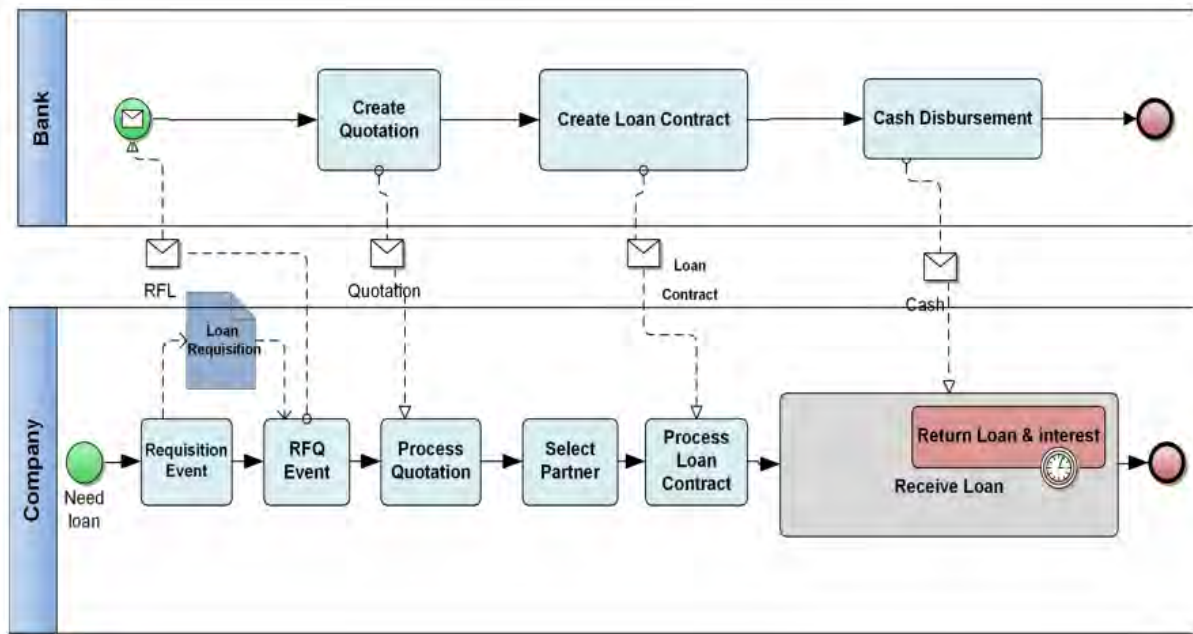 Bank
Create
Quotation
Create Loan Contract
Cash Disbursement
RFL
Quotation
Loan
Contract
Cash
Company
Loan
Requisition
Need
loan
Requisition
Event
RFQ
Event
Process
Quotation
Select
Partner
Process
Loan
Contract
Return Loan & interest
Receive Loan